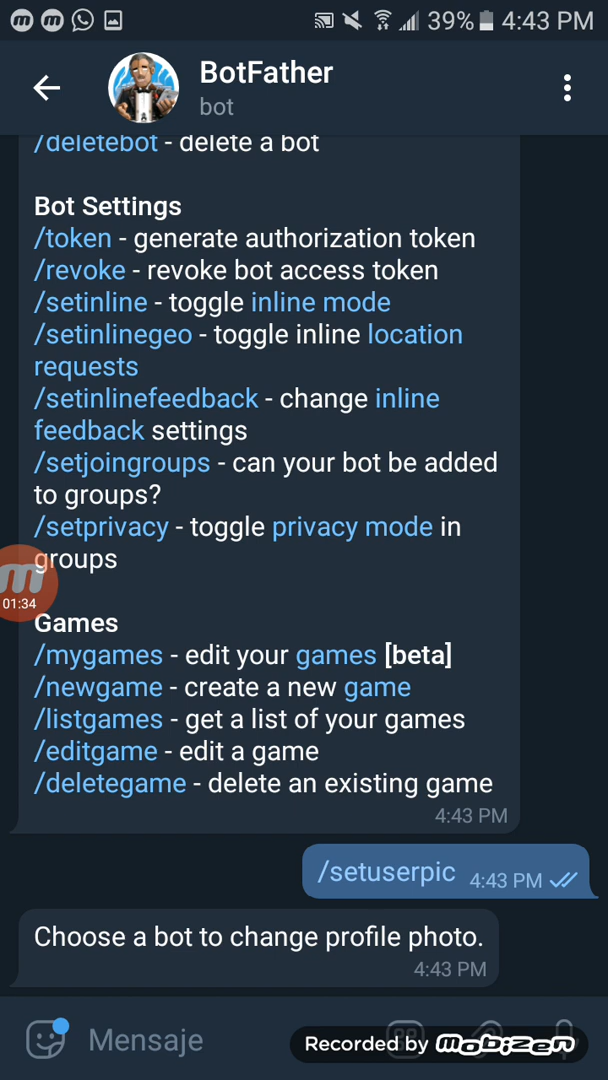 39% 4:43 PM
BotFather
bot
/deletebot - delete a bot
Bot Settings
/token - generate authorization token
/revoke - revoke bot access token
/setinline - toggle inline mode
/setinlinegeo - toggle inline location
requests
/setinlinefeedback - change inline
feedback settings
/setjoingroups - can your bot be added
to groups?
/setprivacy - toggle privacy mode in
groups
01:34
Games
/mygames - edit your games [beta]
/newgame - create a new game
/listgames - get a list of your games
/editgame - edit a game
/deletegame - delete an existing game
4:43 PM
/setuserpic 4:43 PM
Choose a bot to change profile photo.
4:43 PM
Mensaje
Recorded by mobizen